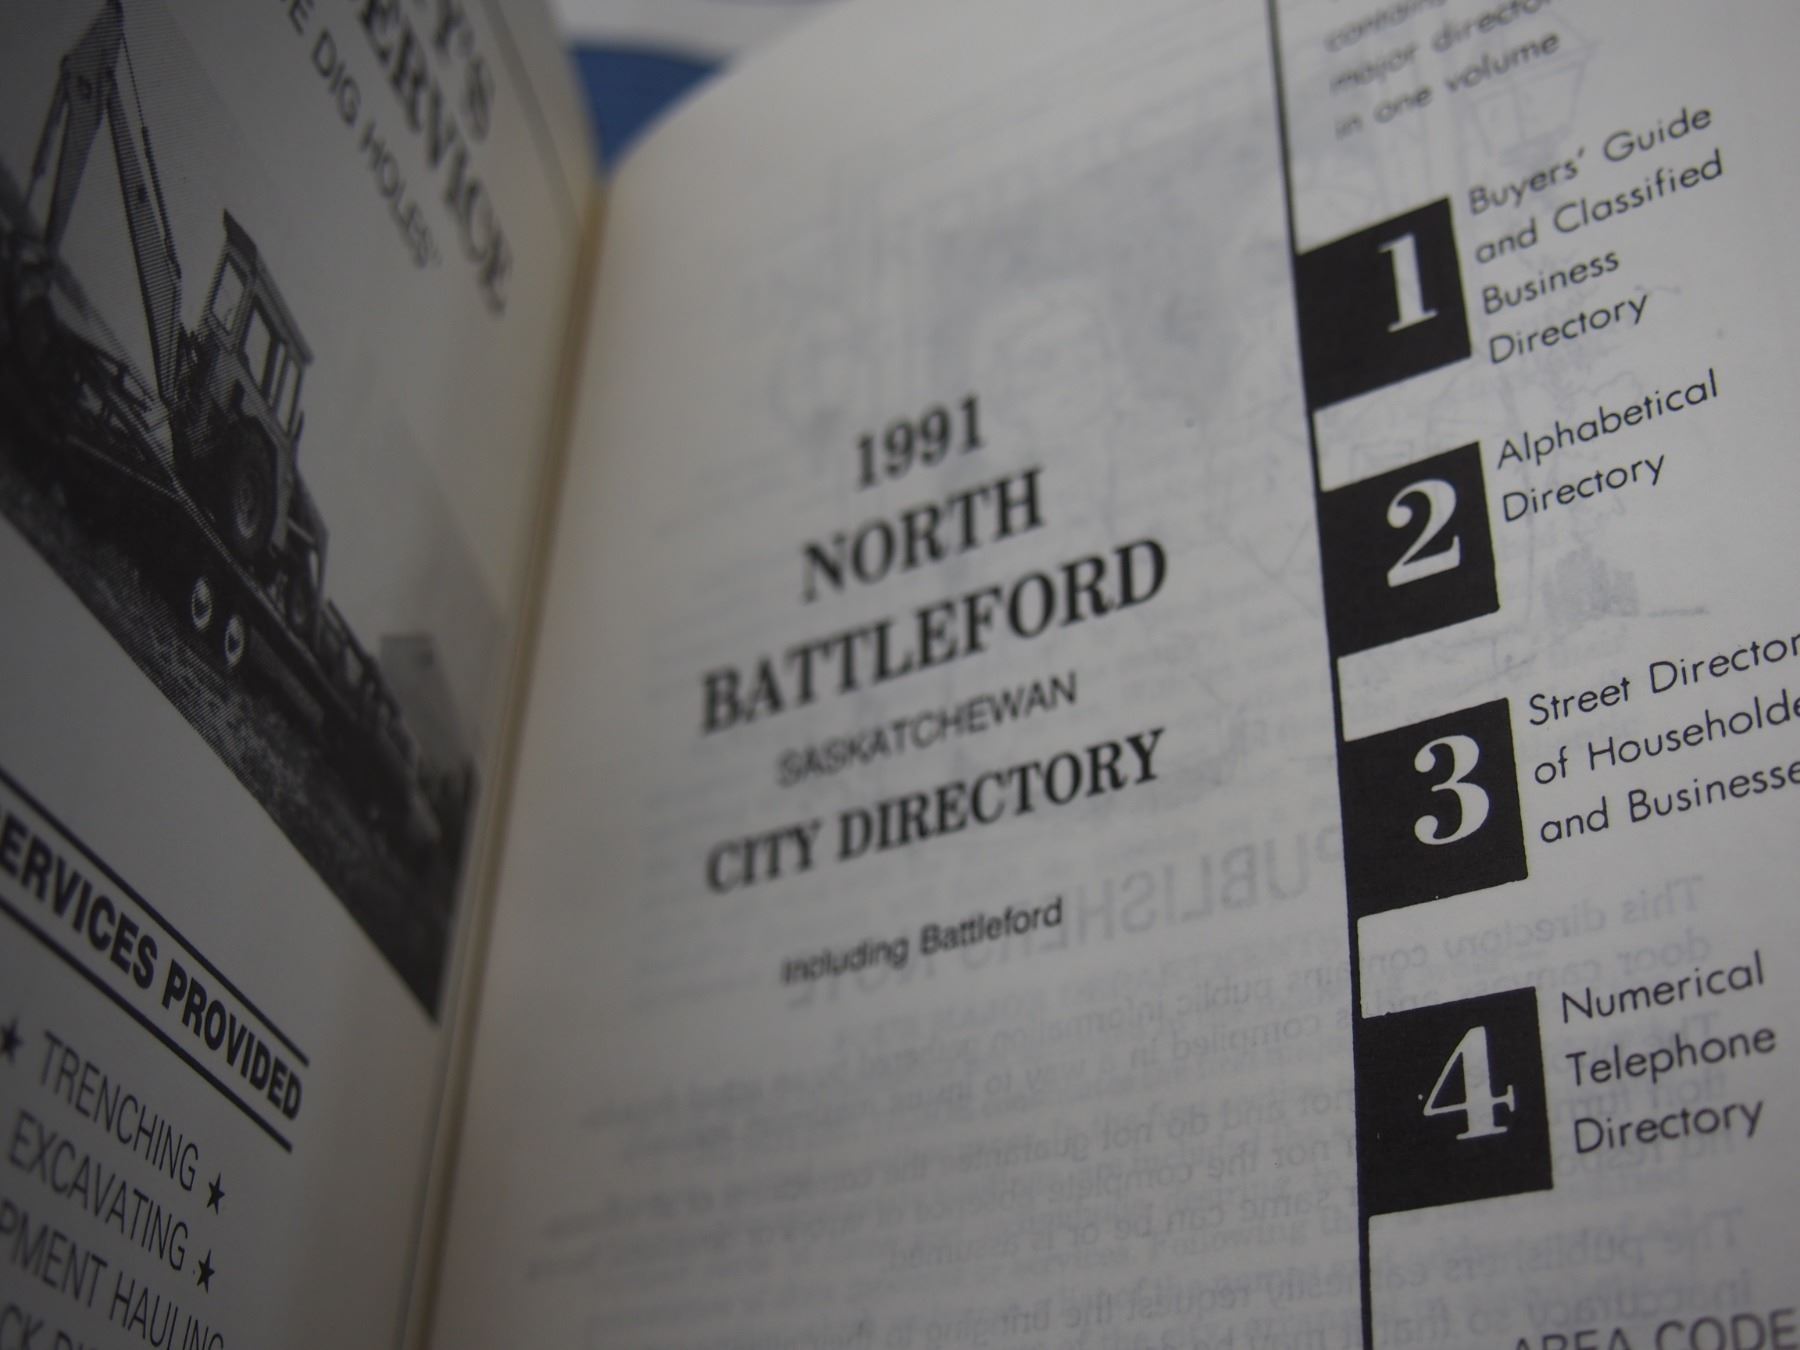 DIG HOLES'
SERVICES PROVIDED
★ TRENCHING ★
EXCAVATING ★
HAULING
1991
NORTH
BATTLEFORD
SASKATCHEWAN
CITY DIRECTORY
Including Battleford
major
in one volume
1 Buyers' Guide
and Classified
Business
Directory
2 Alphabetical
Directory
3 Street Director
of Householde
and Businesse
4 Numerical
Telephone
Directory
AREA CODE